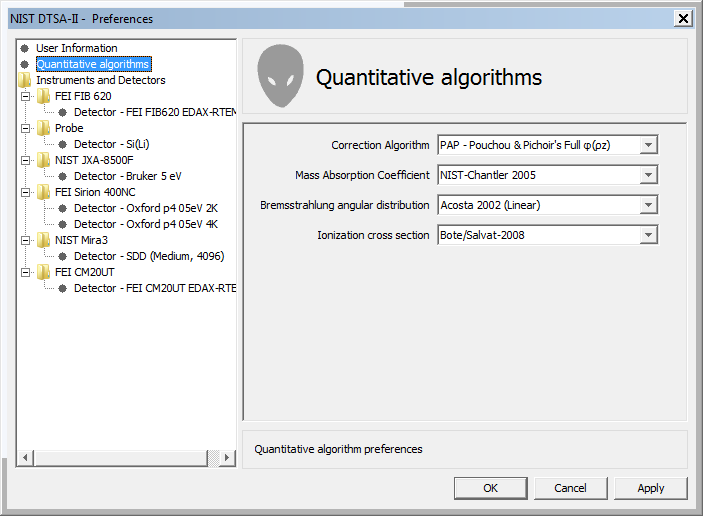 NIST DTSA-II - Preferences
User Information
Quantitative algorithms
Instruments and Detectors
FEI FIB 620
Detector - FEI FIB620 EDAX-RTEM
Probe
Detector - Si(Li)
NIST JXA-8500F
Detector - Bruker 5 eV
FEI Sirion 400NC
Detector - Oxford p4 05eV 2K
Detector - Oxford p4 05eV 4K
NIST Mira3
Detector - SDD (Medium, 4096)
FEI CM20UT
Detector - FEI CM20UT EDAX-RTE
Quantitative algorithms
Correction Algorithm PAP - Pouchou & Pichoir's Full φ(ρz)
Mass Absorption Coefficient NIST-Chantler 2005
Bremsstrahlung angular distribution Acosta 2002 (Linear)
Ionization cross section Bote/Salvat-2008
Quantitative algorithm preferences
OK Cancel Apply